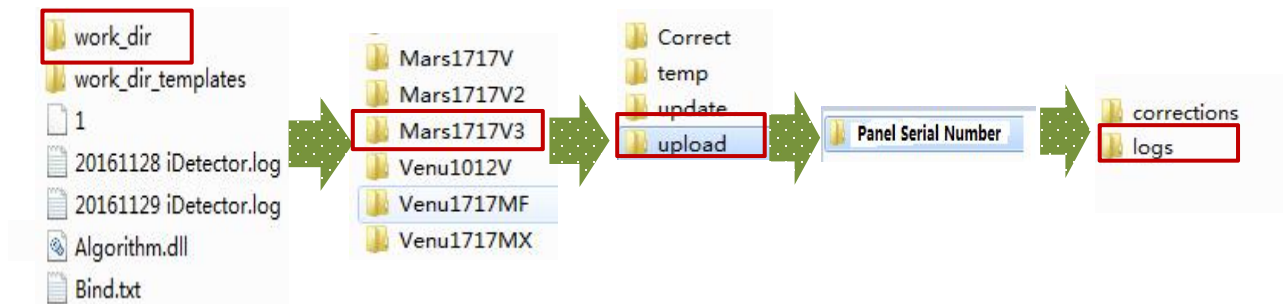 work_dir
work_dir_templates
1
20161128 iDetector.log
20161129 iDetector.log
Algorithm.dll
Bind.txt
Mars1717V
Mars1717V2
Mars1717V3
Venu1012V
Venu1717MF
Venu1717MX
Correct
temp
update
upload
Panel Serial Number
corrections
logs